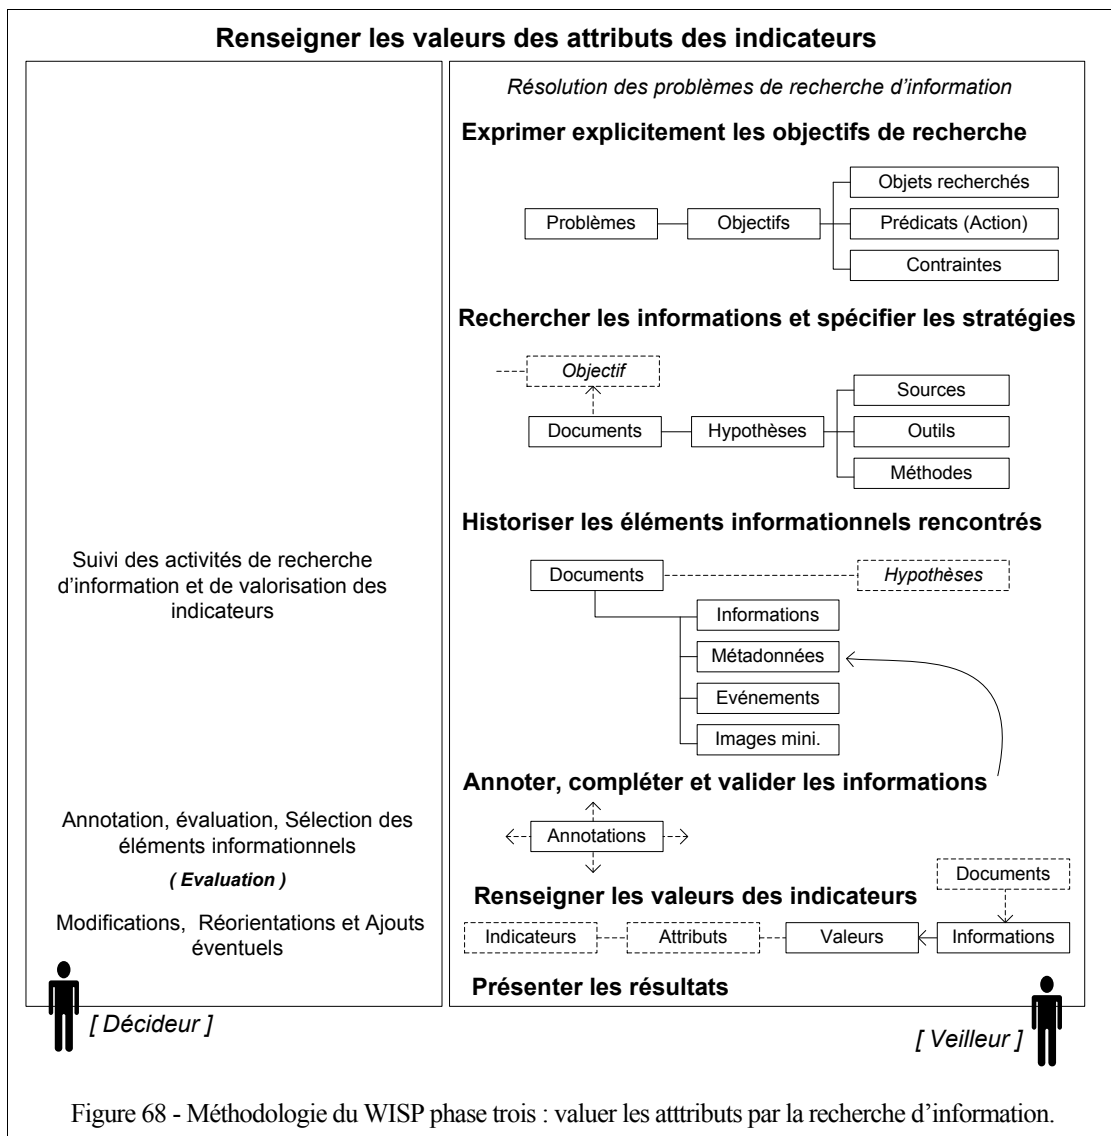 Renseigner les valeurs des attributs des indicateurs
Suivi des activités de recherche
d'information et de valorisation des
indicateurs
Annotation, évaluation, Sélection des
éléments informationnels
( Evaluation )
Modifications, Réorientations et Ajouts
éventuels
[ Décideur ]
Résolution des problèmes de recherche d'information
Exprimer explicitement les objectifs de recherche
Problèmes
Objectifs
Objets recherchés
Prédicats (Action)
Contraintes
Rechercher les informations et spécifier les stratégies
Objectif
Documents
Hypothèses
Sources
Outils
Méthodes
Historiser les éléments informationnels rencontrés
Documents
Hypothèses
Informations
Métadonnées
Evénements
Images mini.
Annoter, compléter et valider les informations
Annotations
Renseigner les valeurs des indicateurs
Documents
Indicateurs
Attributs
Valeurs
Informations
Présenter les résultats
[ Veilleur ]
Figure 68 - Méthodologie du WISP phase trois : valuer les atttributs par la recherche d'information.